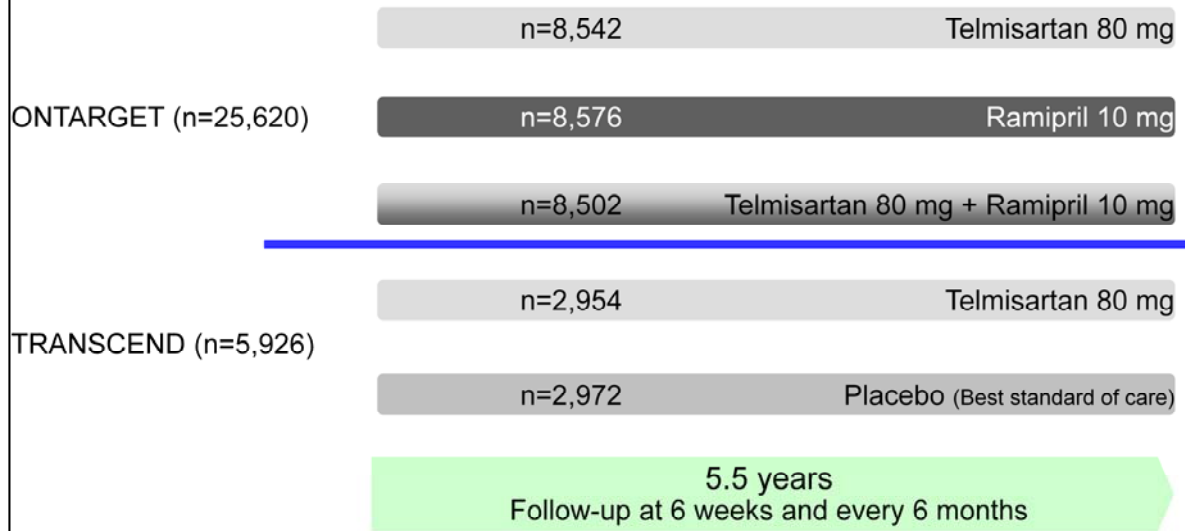 n=8,542 Telmisartan 80 mg
ONTARGET (n=25,620) n=8,576 Ramipril 10 mg
n=8,502 Telmisartan 80 mg + Ramipril 10 mg
n=2,954 Telmisartan 80 mg
TRANSCEND (n=5,926)
n=2,972 Placebo (Best standard of care)
5.5 years
Follow-up at 6 weeks and every 6 months